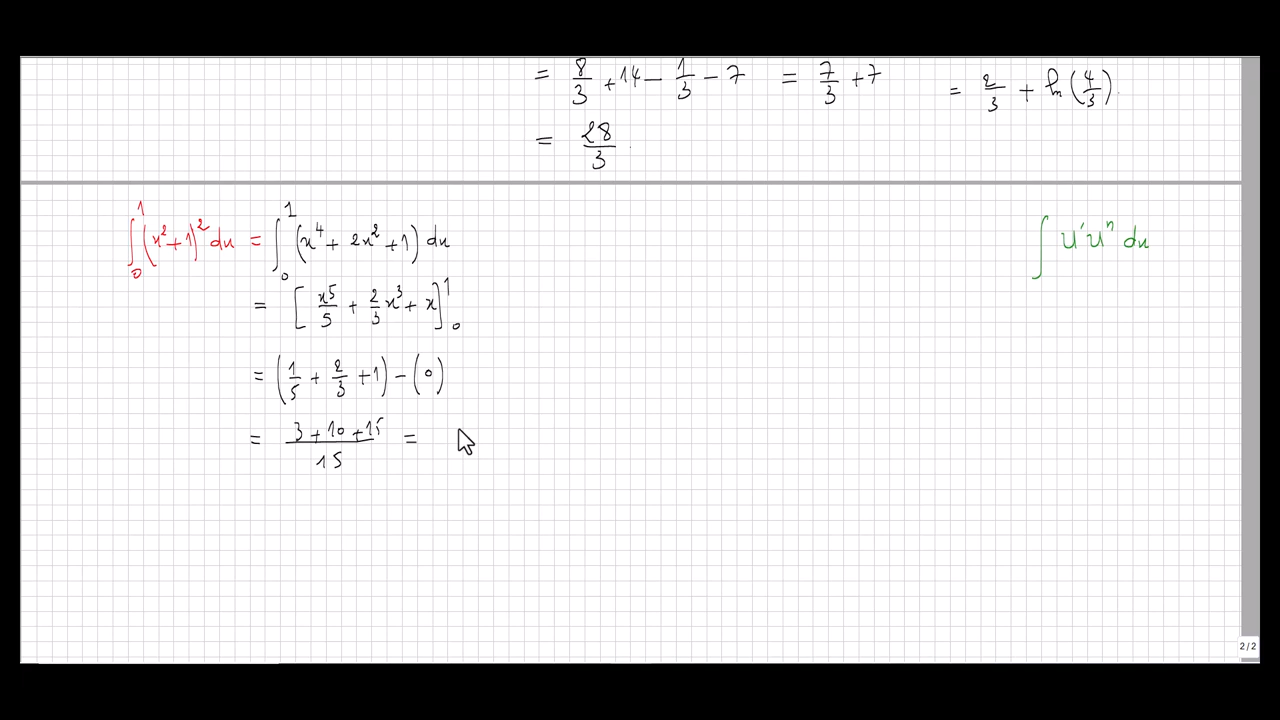 = 8/3 + 14 - 1/3 - 7 = 7/3 + 7
= 2/3 + ln(4/3).
= 28/3.
∫₀¹ (x² + 1)² dx = ∫₀¹ (x⁴ + 2x² + 1) dx
∫ U' Uⁿ dx
= [x⁵/5 + 2/3 x³ + x]₀¹
= (1/5 + 2/3 + 1) - (0)
= (3 + 10 + 15)/15 =
2/2